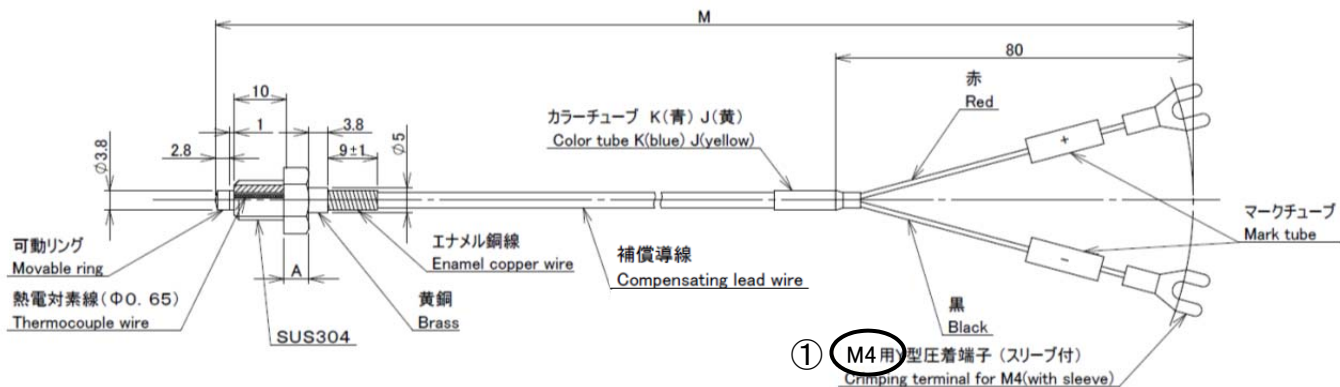 M
80
10
1
3.8
9±1
∅5
2.8
∅3.8
カラーチューブ K(青) J(黄)
Color tube K(blue) J(yellow)
赤
Red
+
マークチューブ
Mark tube
可動リング
Movable ring
エナメル銅線
Enamel copper wire
補償導線
Compensating lead wire
A
-
熱電対素線(Φ0. 65)
Thermocouple wire
黄銅
Brass
黒
Black
SUS304
① M4用Y型圧着端子 (スリーブ付)
Crimping terminal for M4(with sleeve)